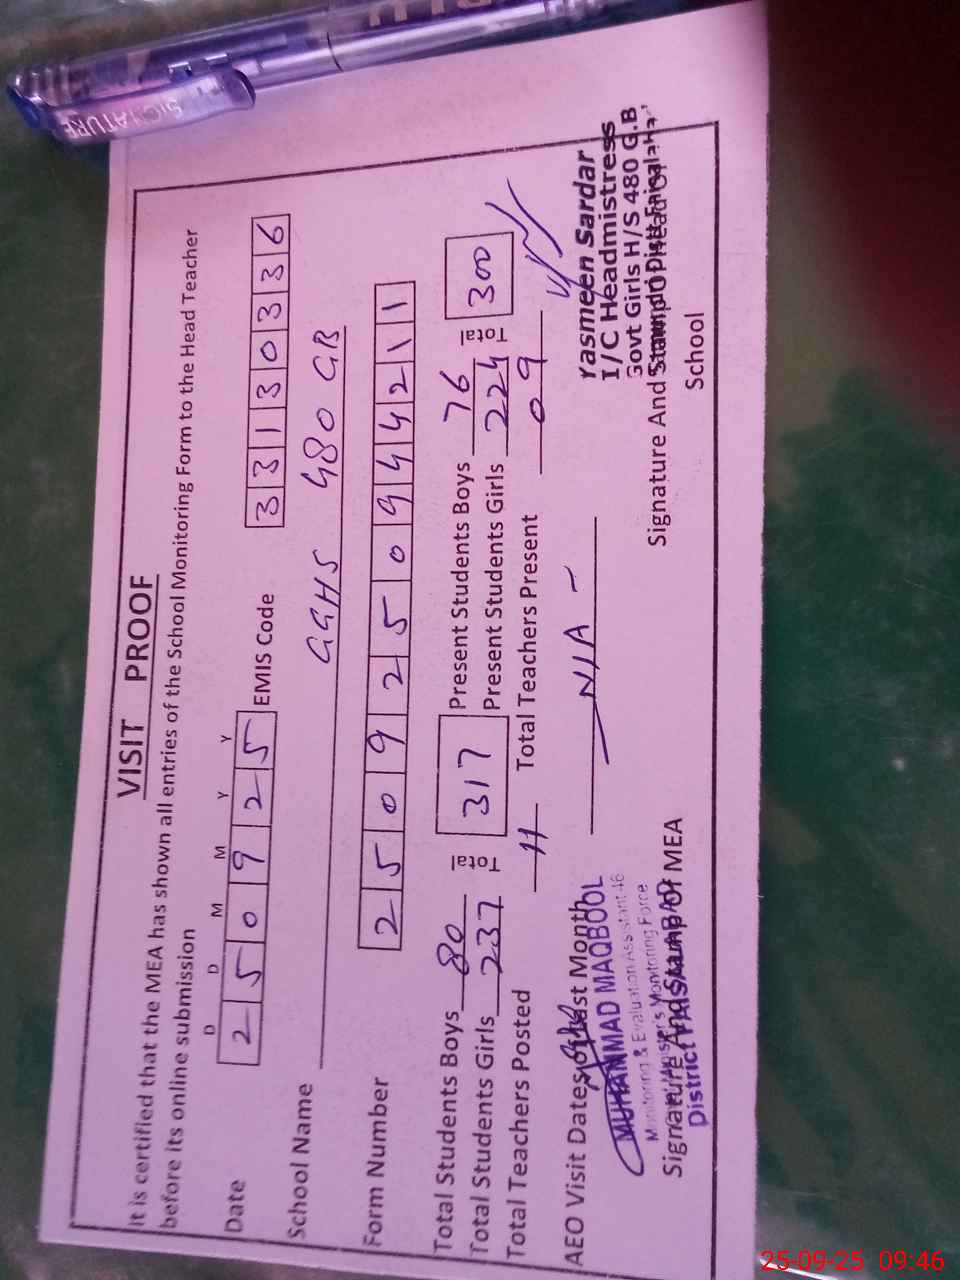 SIGNATURE
VISIT PROOF
It is certified that the MEA has shown all entries of the School Monitoring Form to the Head Teacher
before its online submission
D D M M Y Y
Date 2 5 0 9 2 5 EMIS Code 3 3 1 3 0 3 3 6
School Name GGHS 480 GB
Form Number 2 5 0 9 2 5 0 9 4 4 2 1 1
Total Students Boys 80 Total 317 Present Students Boys 76 Total 300
Total Students Girls 237 Present Students Girls 224
Total Teachers Posted 11 Total Teachers Present 09
AEO Visit Dates of Last Month N/A -
MUHAMMAD MAQBOOL
Monitoring & Evaluation Assistant 46
Chief Minister's Monitoring Force
District FAISALABAD
Signature And Stamp Of MEA
Yasmeen Sardar
I/C Headmistress
Govt Girls H/S 480 G.B
Signature And Stamp Of Head Of
School
25-09-25 09:46